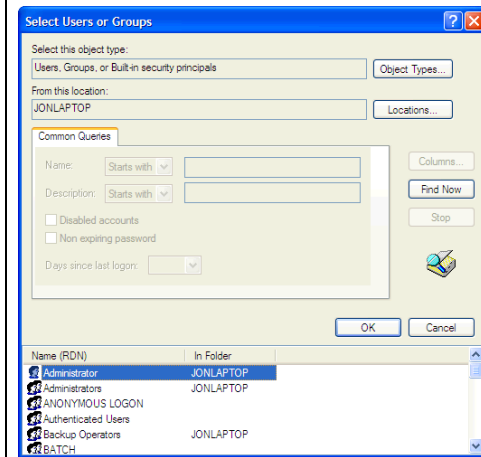 Select Users or Groups
Select this object type:
Users, Groups, or Built-in security principals
Object Types...
From this location:
JONLAPTOP
Locations...
Common Queries
Name: Starts with
Columns...
Description: Starts with
Find Now
Disabled accounts
Stop
Non expiring password
Days since last logon:
OK Cancel
Name (RDN) In Folder
Administrator JONLAPTOP
Administrators JONLAPTOP
ANONYMOUS LOGON
Authenticated Users
Backup Operators JONLAPTOP
BATCH